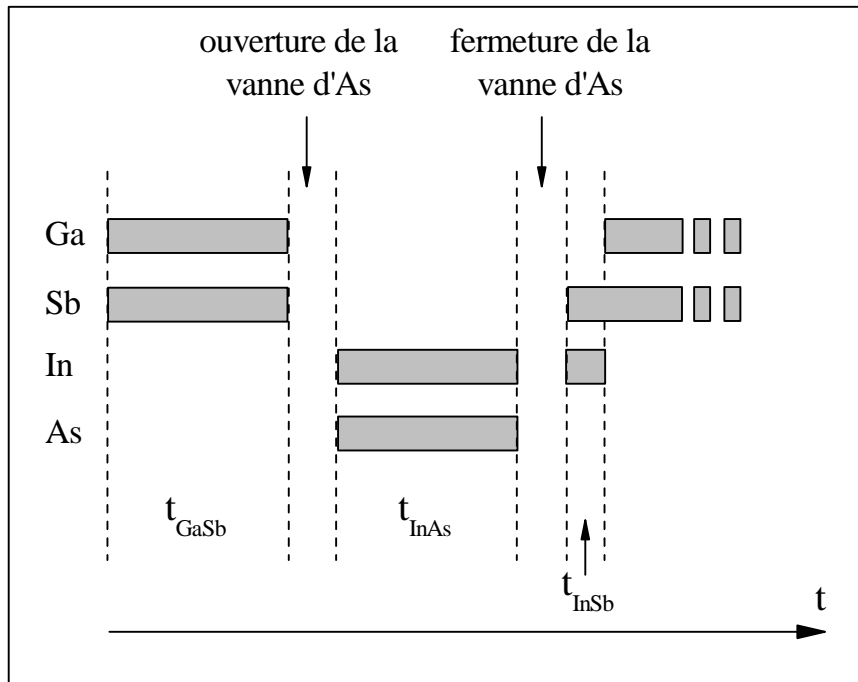 ouverture de la
vanne d'As
fermeture de la
vanne d'As
Ga
Sb
In
As
tGaSb
tInAs
tInSb
t